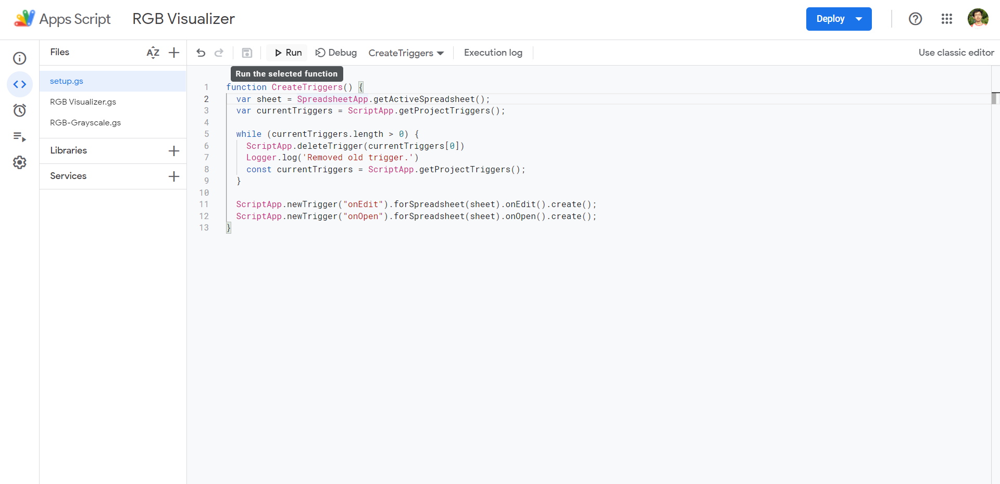 Apps Script
RGB Visualizer
Deploy
Files
AZ
Run
Debug
CreateTriggers
Execution log
Use classic editor
setup.gs
RGB Visualizer.gs
RGB-Grayscale.gs
Libraries
Services
Run the selected function
1 function CreateTriggers() {
2 var sheet = SpreadsheetApp.getActiveSpreadsheet();
3 var currentTriggers = ScriptApp.getProjectTriggers();
4
5 while (currentTriggers.length > 0) {
6 ScriptApp.deleteTrigger(currentTriggers[0])
7 Logger.log('Removed old trigger.')
8 const currentTriggers = ScriptApp.getProjectTriggers();
9 }
10
11 ScriptApp.newTrigger("onEdit").forSpreadsheet(sheet).onEdit().create();
12 ScriptApp.newTrigger("onOpen").forSpreadsheet(sheet).onOpen().create();
13 }